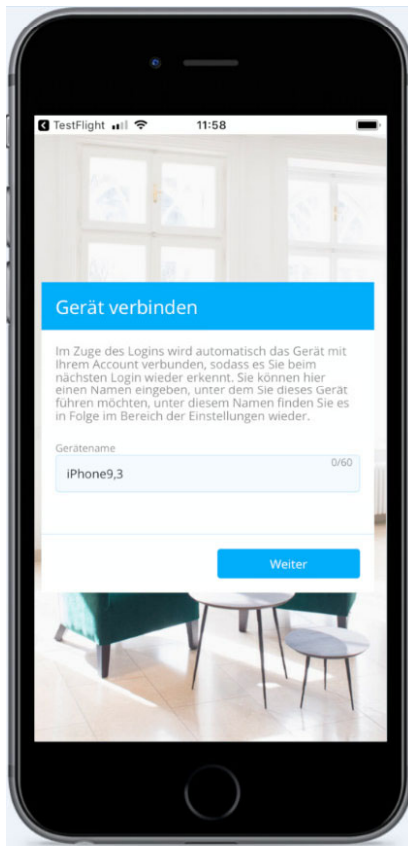 TestFlight 11:58
Gerät verbinden
Im Zuge des Logins wird automatisch das Gerät mit
Ihrem Account verbunden, sodass es Sie beim
nächsten Login wieder erkennt. Sie können hier
einen Namen eingeben, unter dem Sie dieses Gerät
führen möchten, unter diesem Namen finden Sie es
in Folge im Bereich der Einstellungen wieder.
Gerätename
0/60
iPhone9,3
Weiter